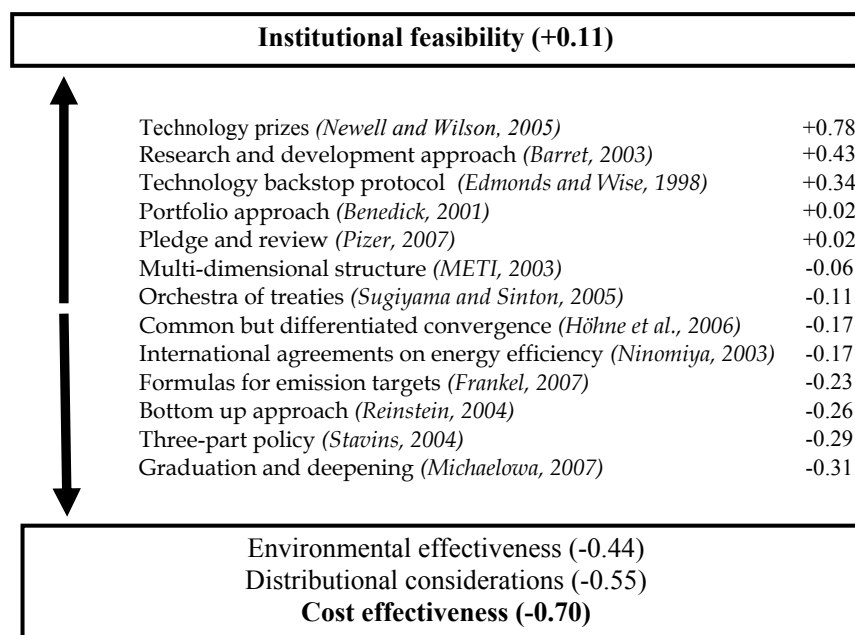 Institutional feasibility (+0.11)
Technology prizes (Newell and Wilson, 2005) +0.78
Research and development approach (Barret, 2003) +0.43
Technology backstop protocol (Edmonds and Wise, 1998) +0.34
Portfolio approach (Benedick, 2001) +0.02
Pledge and review (Pizer, 2007) +0.02
Multi-dimensional structure (METI, 2003) -0.06
Orchestra of treaties (Sugiyama and Sinton, 2005) -0.11
Common but differentiated convergence (Höhne et al., 2006) -0.17
International agreements on energy efficiency (Ninomiya, 2003) -0.17
Formulas for emission targets (Frankel, 2007) -0.23
Bottom up approach (Reinstein, 2004) -0.26
Three-part policy (Stavins, 2004) -0.29
Graduation and deepening (Michaelowa, 2007) -0.31
Environmental effectiveness (-0.44)
Distributional considerations (-0.55)
Cost effectiveness (-0.70)